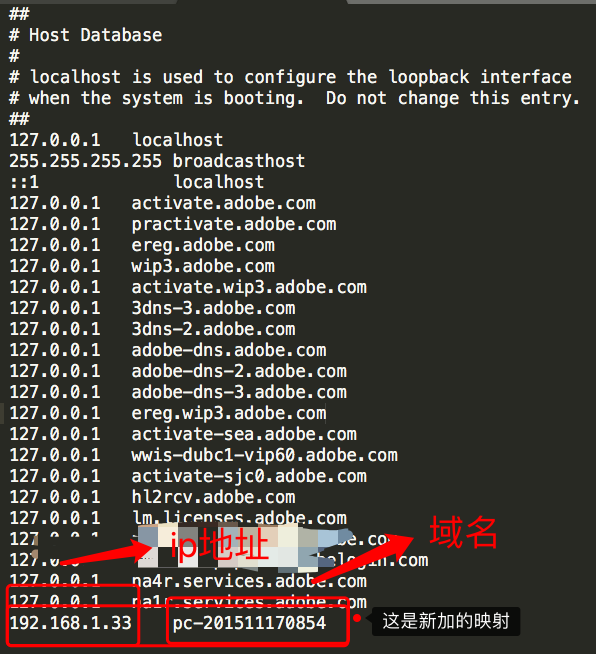 ##
# Host Database
#
# localhost is used to configure the loopback interface
# when the system is booting.  Do not change this entry.
##
127.0.0.1   localhost
255.255.255.255 broadcasthost
::1             localhost
127.0.0.1   activate.adobe.com
127.0.0.1   practivate.adobe.com
127.0.0.1   ereg.adobe.com
127.0.0.1   wip3.adobe.com
127.0.0.1   activate.wip3.adobe.com
127.0.0.1   3dns-3.adobe.com
127.0.0.1   3dns-2.adobe.com
127.0.0.1   adobe-dns.adobe.com
127.0.0.1   adobe-dns-2.adobe.com
127.0.0.1   adobe-dns-3.adobe.com
127.0.0.1   ereg.wip3.adobe.com
127.0.0.1   activate-sea.adobe.com
127.0.0.1   wwis-dubc1-vip60.adobe.com
127.0.0.1   activate-sjc0.adobe.com
127.0.0.1   hl2rcv.adobe.com
127.0.0.1   lm.licenses.adobe.com
ip地址
域名
127.0.0.1   na4r.services.adobe.com
127.0.0.1   na1r.services.adobe.com
192.168.1.33    pc-201511170854
这是新加的映射